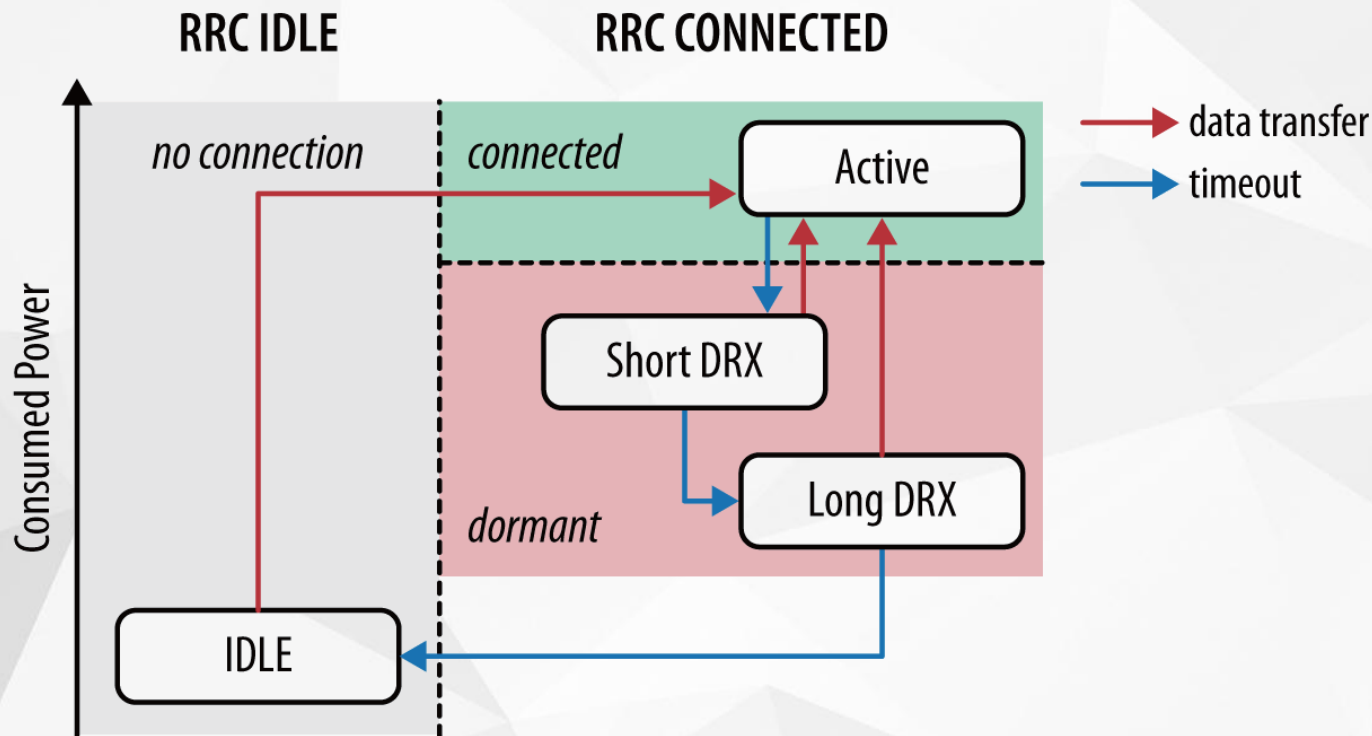 RRC IDLE
RRC CONNECTED
no connection
connected
Active
data transfer
timeout
Short DRX
Long DRX
dormant
IDLE
Consumed Power